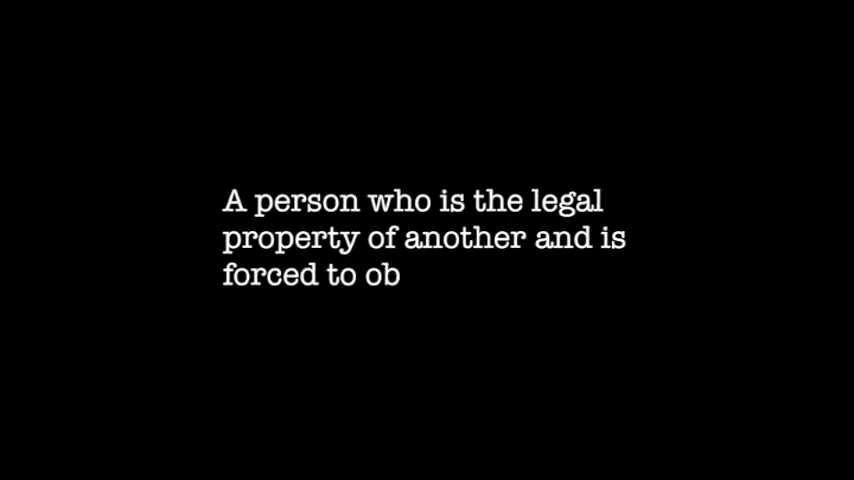 A person who is the legal
property of another and is
forced to ob